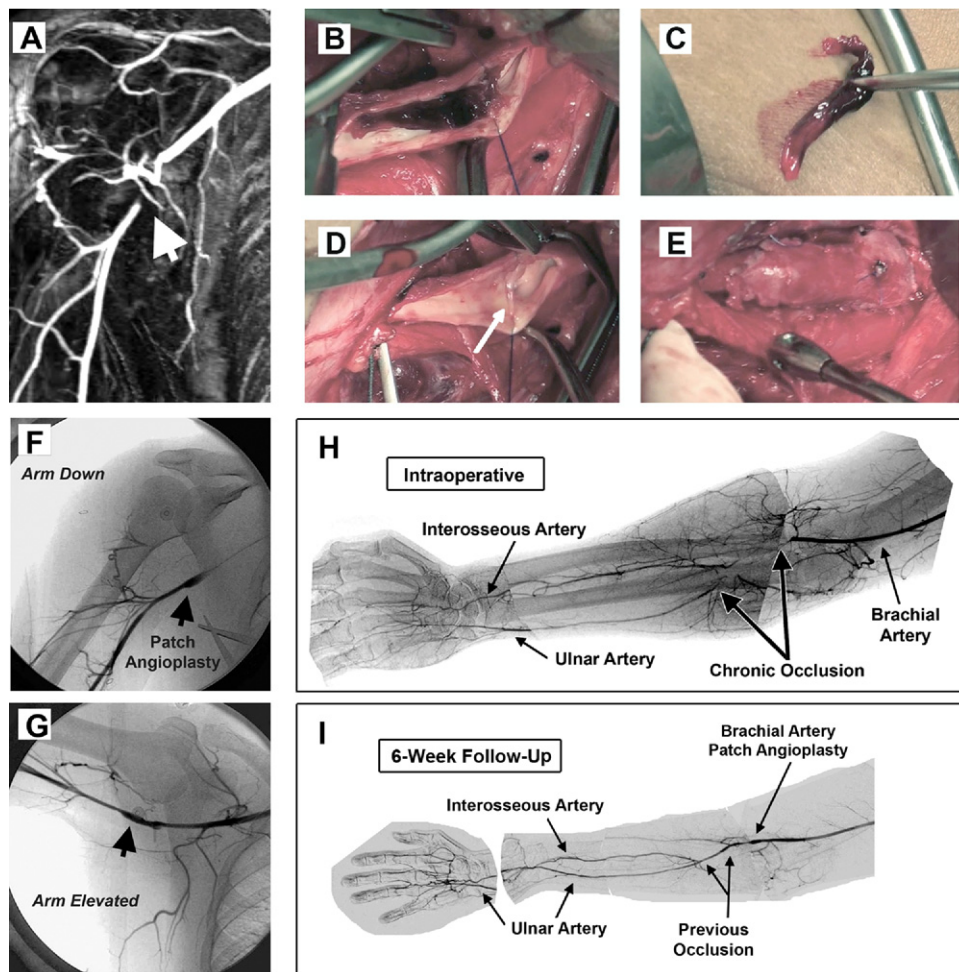 A
B
C
D
E
F
Arm Down
Patch
Angioplasty
G
Arm Elevated
H
Intraoperative
Interosseous Artery
Ulnar Artery
Brachial
Artery
Chronic Occlusion
I
6-Week Follow-Up
Brachial Artery
Patch Angioplasty
Interosseous Artery
Ulnar Artery
Previous
Occlusion